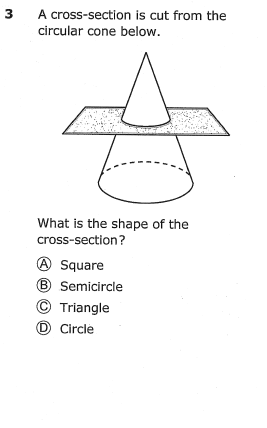 3 A cross-section is cut from the
circular cone below.
What is the shape of the
cross-section?
Ⓐ Square
Ⓑ Semicircle
Ⓒ Triangle
Ⓓ Circle